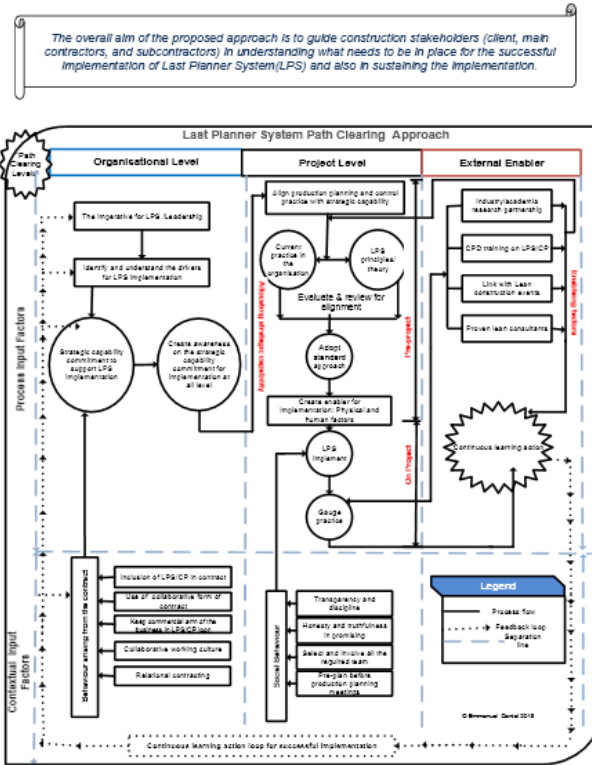 The overall aim of the proposed approach is to guide construction stakeholders (client, main
contractors, and subcontractors) in understanding what needs to be in place for the successful
implementation of Last Planner System(LPS) and also in sustaining the implementation.
Last Planner System Path Clearing Approach
Path
Clearing
Levels
Organisational Level
Project Level
External Enabler
Process Input Factors
The imperative for LPS /Leadership
Identify and understand the drivers
for LPS implementation
Strategic capability
commitment to
support LPS
implementation
Create awareness
on the strategic
capability
commitment for
implementation at
all level
Allocating strategic capability
Align production planning and control
practice with strategic capability
Current
practice in
the
organisation
LPS
principles/
theory
Evaluate & review for
alignment
Adopt
standard
approach
Create enabler for
implementation: Physical and
human factors
LPS
implement
Gauge
practice
Pre-project
On Project
Industry/academia
research partnership
CPD training on LPS/CP
Link with Lean
construction events
Proven lean consultants
Enabling factors
Continuous learning action
Contextual Input
Factors
Behaviour arising from the contract
Inclusion of LPS/CP in contract
Use of collaborative form of
contract
Keep commercial arm of the
business in LPS/CP loop
Collaborative working culture
Relational contracting
Social Behaviour
Transparency and
discipline
Honesty and truthfulness
in promising
Select and involve all the
required team
Pre-plan before
production planning
meetings
Legend
Process flow
Feedback loop
Separation
line
© Emmanuel Daniel 2015
Continuous learning action loop for successful implementation